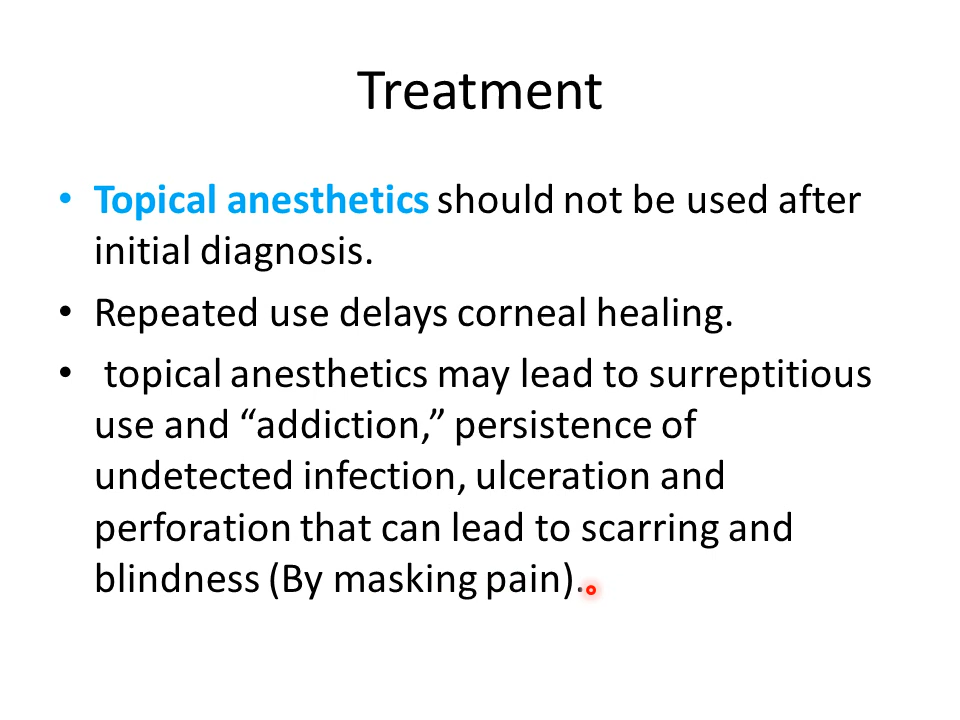 Treatment
• Topical anesthetics should not be used after
initial diagnosis.
• Repeated use delays corneal healing.
• topical anesthetics may lead to surreptitious
use and “addiction,” persistence of
undetected infection, ulceration and
perforation that can lead to scarring and
blindness (By masking pain).